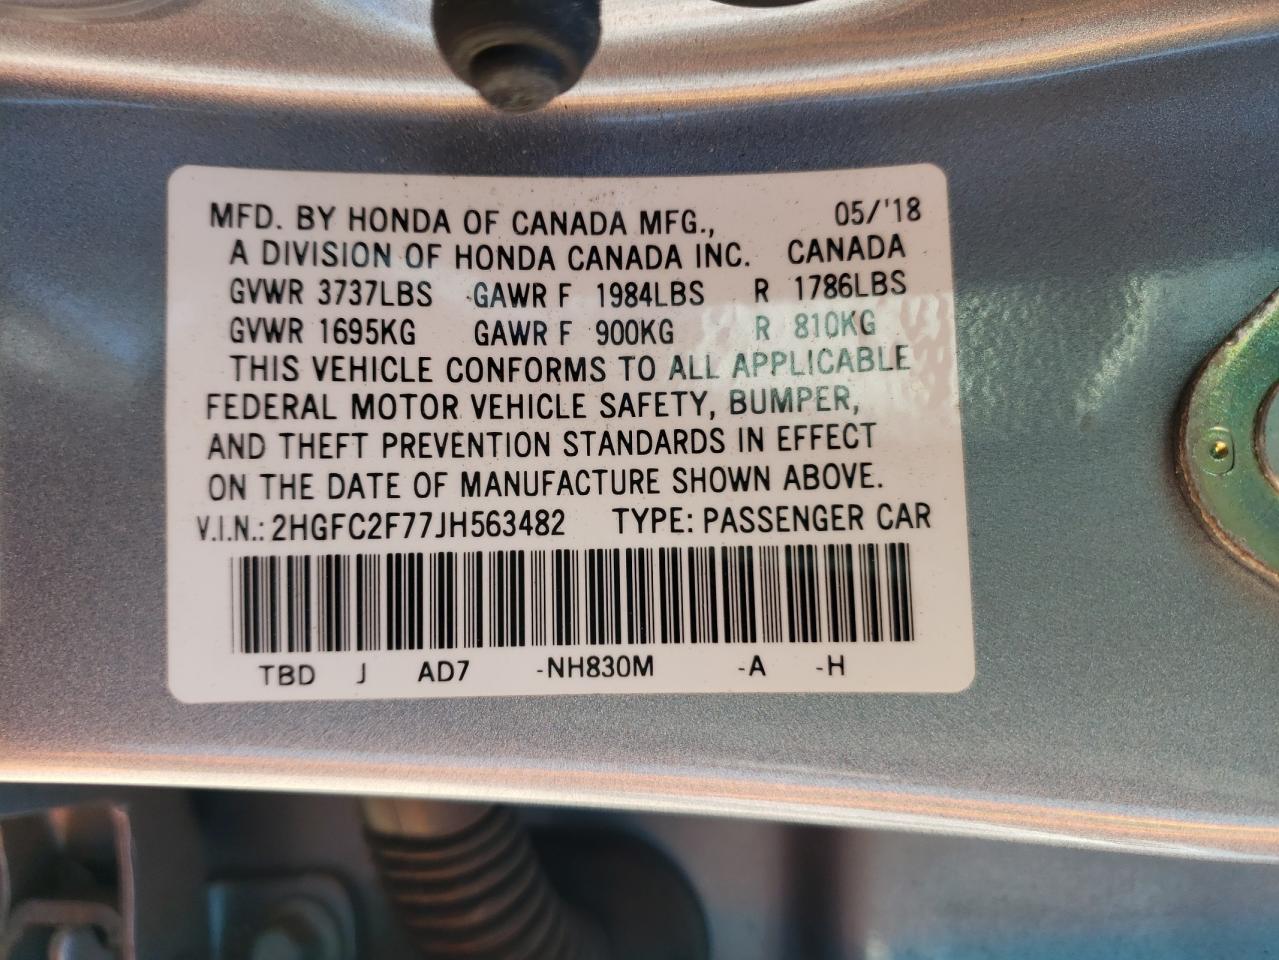 MFD. BY HONDA OF CANADA MFG., 05/'18
A DIVISION OF HONDA CANADA INC. CANADA
GVWR 3737LBS GAWR F 1984LBS R 1786LBS
GVWR 1695KG GAWR F 900KG R 810KG
THIS VEHICLE CONFORMS TO ALL APPLICABLE
FEDERAL MOTOR VEHICLE SAFETY, BUMPER,
AND THEFT PREVENTION STANDARDS IN EFFECT
ON THE DATE OF MANUFACTURE SHOWN ABOVE.
V.I.N.: 2HGFC2F77JH563482 TYPE: PASSENGER CAR
TBD J AD7 -NH830M -A -H